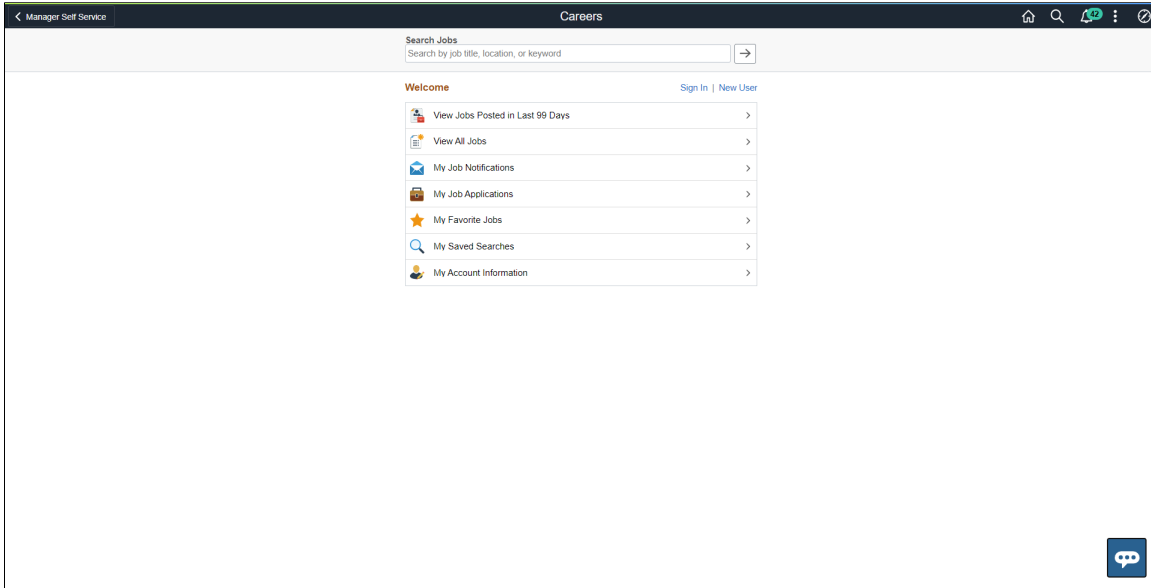 Manager Self Service
Careers
42
Search Jobs
Search by job title, location, or keyword
Welcome
Sign In | New User
View Jobs Posted in Last 99 Days
View All Jobs
My Job Notifications
My Job Applications
My Favorite Jobs
My Saved Searches
My Account Information